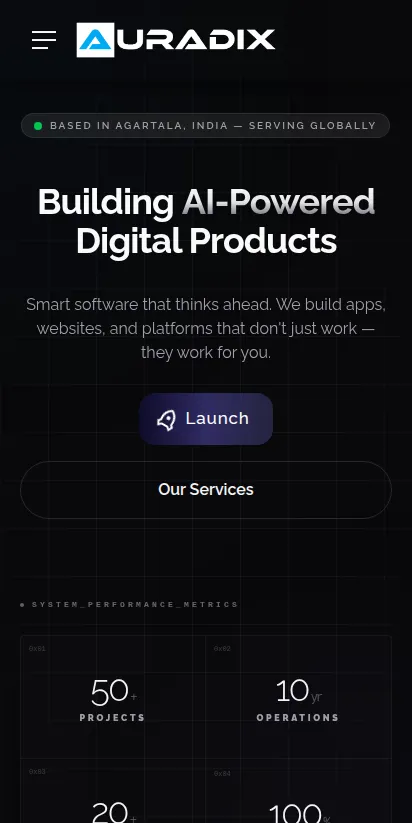 AURADIX
BASED IN AGARTALA, INDIA — SERVING GLOBALLY
Building AI-Powered
Digital Products
Smart software that thinks ahead. We build apps,
websites, and platforms that don't just work —
they work for you.
Launch
Our Services
SYSTEM_PERFORMANCE_METRICS
0x01 0x02
50+ 10yr
PROJECTS OPERATIONS
0x03 0x04
20+ 100%